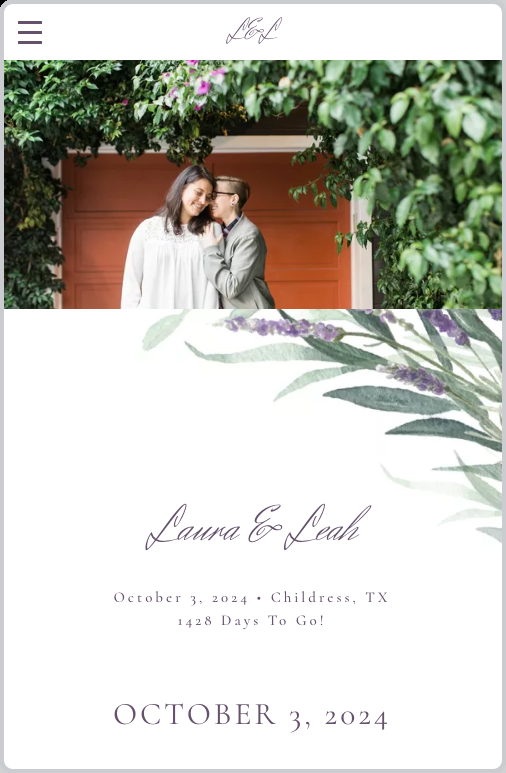 L&L
Laura & Leah
October 3, 2024 • Childress, TX
1428 Days To Go!
OCTOBER 3, 2024